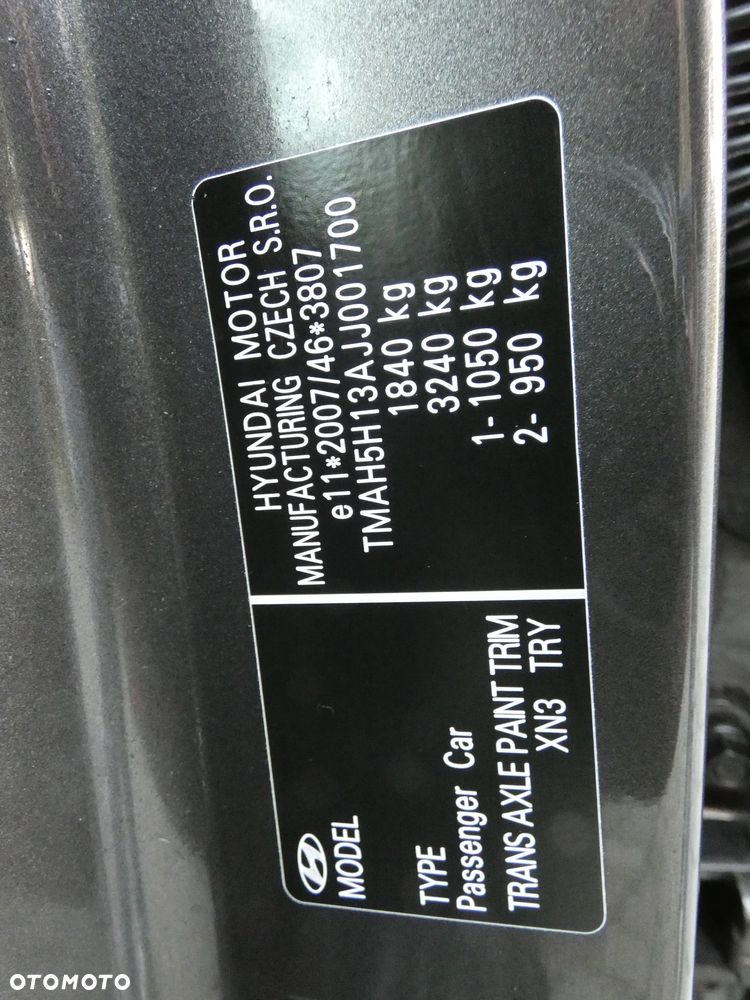 HYUNDAI MOTOR
MANUFACTURING CZECH S.R.O.
e11*2007/46*3807
TMAH5H13AJJ001700
1840 kg
3240 kg
1- 1050 kg
2- 950 kg
MODEL
TYPE
Passenger Car
TRANS AXLE PAINT TRIM
XN3 TRY
OTOMOTO